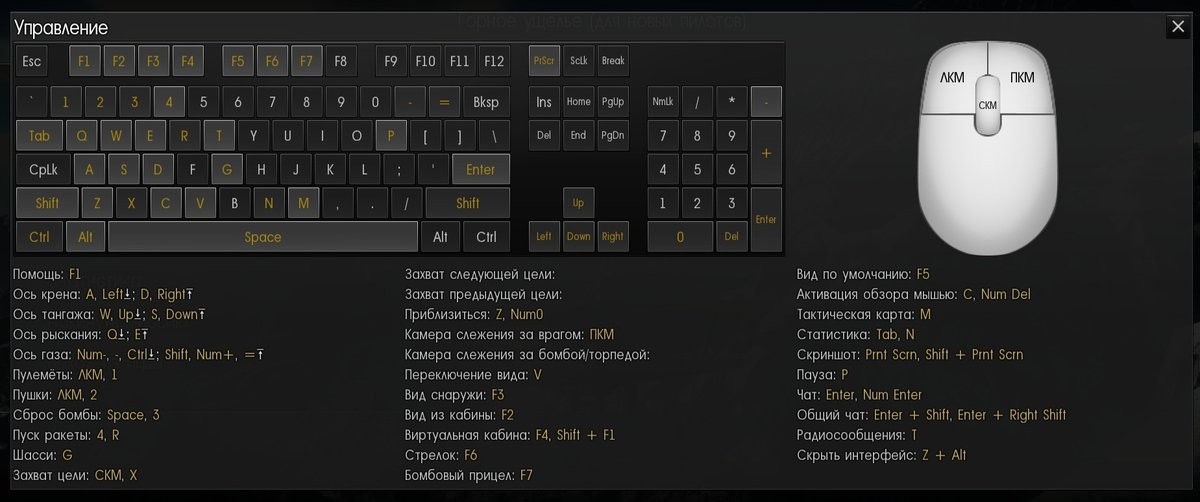 Горное ущелье (для новых пилотов)
Управление
Esc F1 F2 F3 F4 F5 F6 F7 F8 F9 F10 F11 F12 PrScr ScLk Break
` 1 2 3 4 5 6 7 8 9 0 - = Bksp Ins Home PgUp NmLk / * -
Tab Q W E R T Y U I O P [ ] \ Del End PgDn 7 8 9 +
CpLk A S D F G H J K L ; ' Enter 4 5 6
Shift Z X C V B N M , . / Shift Up 1 2 3 Enter
Ctrl Alt Space Alt Ctrl Left Down Right 0 Del
ЛКМ ПКМ
СКМ
Помощь: F1
Ось крена: A, Left↓; D, Right↑
Ось тангажа: W, Up↓; S, Down↑
Ось рыскания: Q↓; E↑
Ось газа: Num-, -, Ctrl↓; Shift, Num+, =↑
Пулемёты: ЛКМ, 1
Пушки: ЛКМ, 2
Сброс бомбы: Space, 3
Пуск ракеты: 4, R
Шасси: G
Захват цели: СКМ, X
Захват следующей цели:
Захват предыдущей цели:
Приблизиться: Z, Num0
Камера слежения за врагом: ПКМ
Камера слежения за бомбой/торпедой:
Переключение вида: V
Вид снаружи: F3
Вид из кабины: F2
Виртуальная кабина: F4, Shift + F1
Стрелок: F6
Бомбовый прицел: F7
Вид по умолчанию: F5
Активация обзора мышью: C, Num Del
Тактическая карта: M
Статистика: Tab, N
Скриншот: Prnt Scrn, Shift + Prnt Scrn
Пауза: P
Чат: Enter, Num Enter
Общий чат: Enter + Shift, Enter + Right Shift
Радиосообщения: T
Скрыть интерфейс: Z + Alt